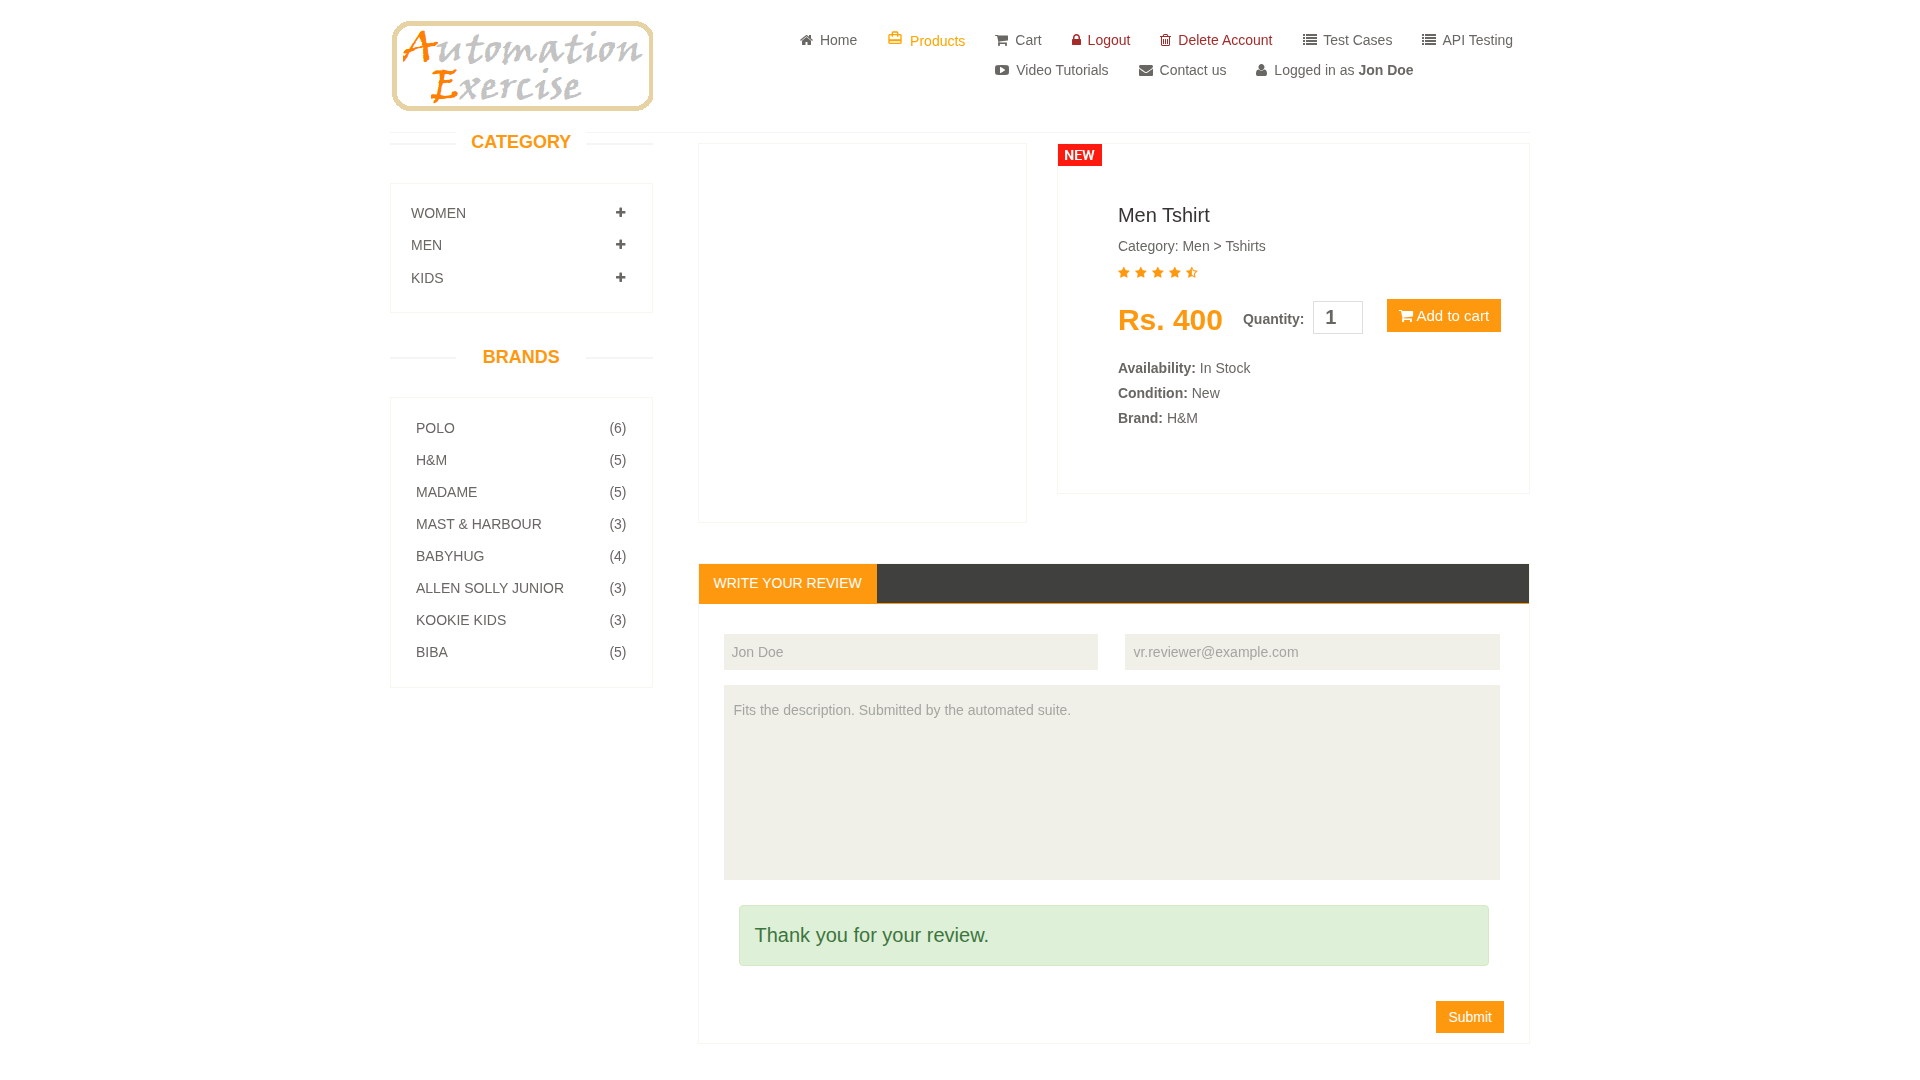 Automation
Exercise
Home
Products
Cart
Logout
Delete Account
Test Cases
API Testing
Video Tutorials
Contact us
Logged in as Jon Doe
CATEGORY
WOMEN
MEN
KIDS
BRANDS
POLO (6)
H&M (5)
MADAME (5)
MAST & HARBOUR (3)
BABYHUG (4)
ALLEN SOLLY JUNIOR (3)
KOOKIE KIDS (3)
BIBA (5)
NEW
Men Tshirt
Category: Men > Tshirts
Rs. 400 Quantity: 1 Add to cart
Availability: In Stock
Condition: New
Brand: H&M
WRITE YOUR REVIEW
Jon Doe
vr.reviewer@example.com
Fits the description. Submitted by the automated suite.
Thank you for your review.
Submit